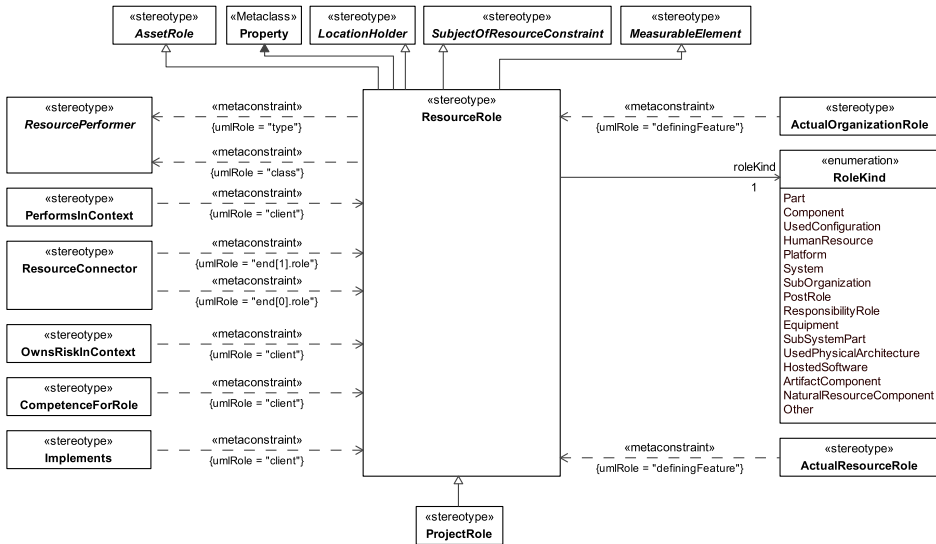 «stereotype»
AssetRole
«Metaclass»
Property
«stereotype»
LocationHolder
«stereotype»
SubjectOfResourceConstraint
«stereotype»
MeasurableElement
«stereotype»
ResourcePerformer
«metaconstraint»
{umlRole = "type"}
«metaconstraint»
{umlRole = "class"}
«stereotype»
PerformsInContext
«metaconstraint»
{umlRole = "client"}
«stereotype»
ResourceConnector
«metaconstraint»
{umlRole = "end[1].role"}
«metaconstraint»
{umlRole = "end[0].role"}
«stereotype»
OwnsRiskInContext
«metaconstraint»
{umlRole = "client"}
«stereotype»
CompetenceForRole
«metaconstraint»
{umlRole = "client"}
«stereotype»
Implements
«metaconstraint»
{umlRole = "client"}
«stereotype»
ResourceRole
«metaconstraint»
{umlRole = "definingFeature"}
«stereotype»
ActualOrganizationRole
roleKind
1
«enumeration»
RoleKind
Part
Component
UsedConfiguration
HumanResource
Platform
System
SubOrganization
PostRole
ResponsibilityRole
Equipment
SubSystemPart
UsedPhysicalArchitecture
HostedSoftware
ArtifactComponent
NaturalResourceComponent
Other
«metaconstraint»
{umlRole = "definingFeature"}
«stereotype»
ActualResourceRole
«stereotype»
ProjectRole